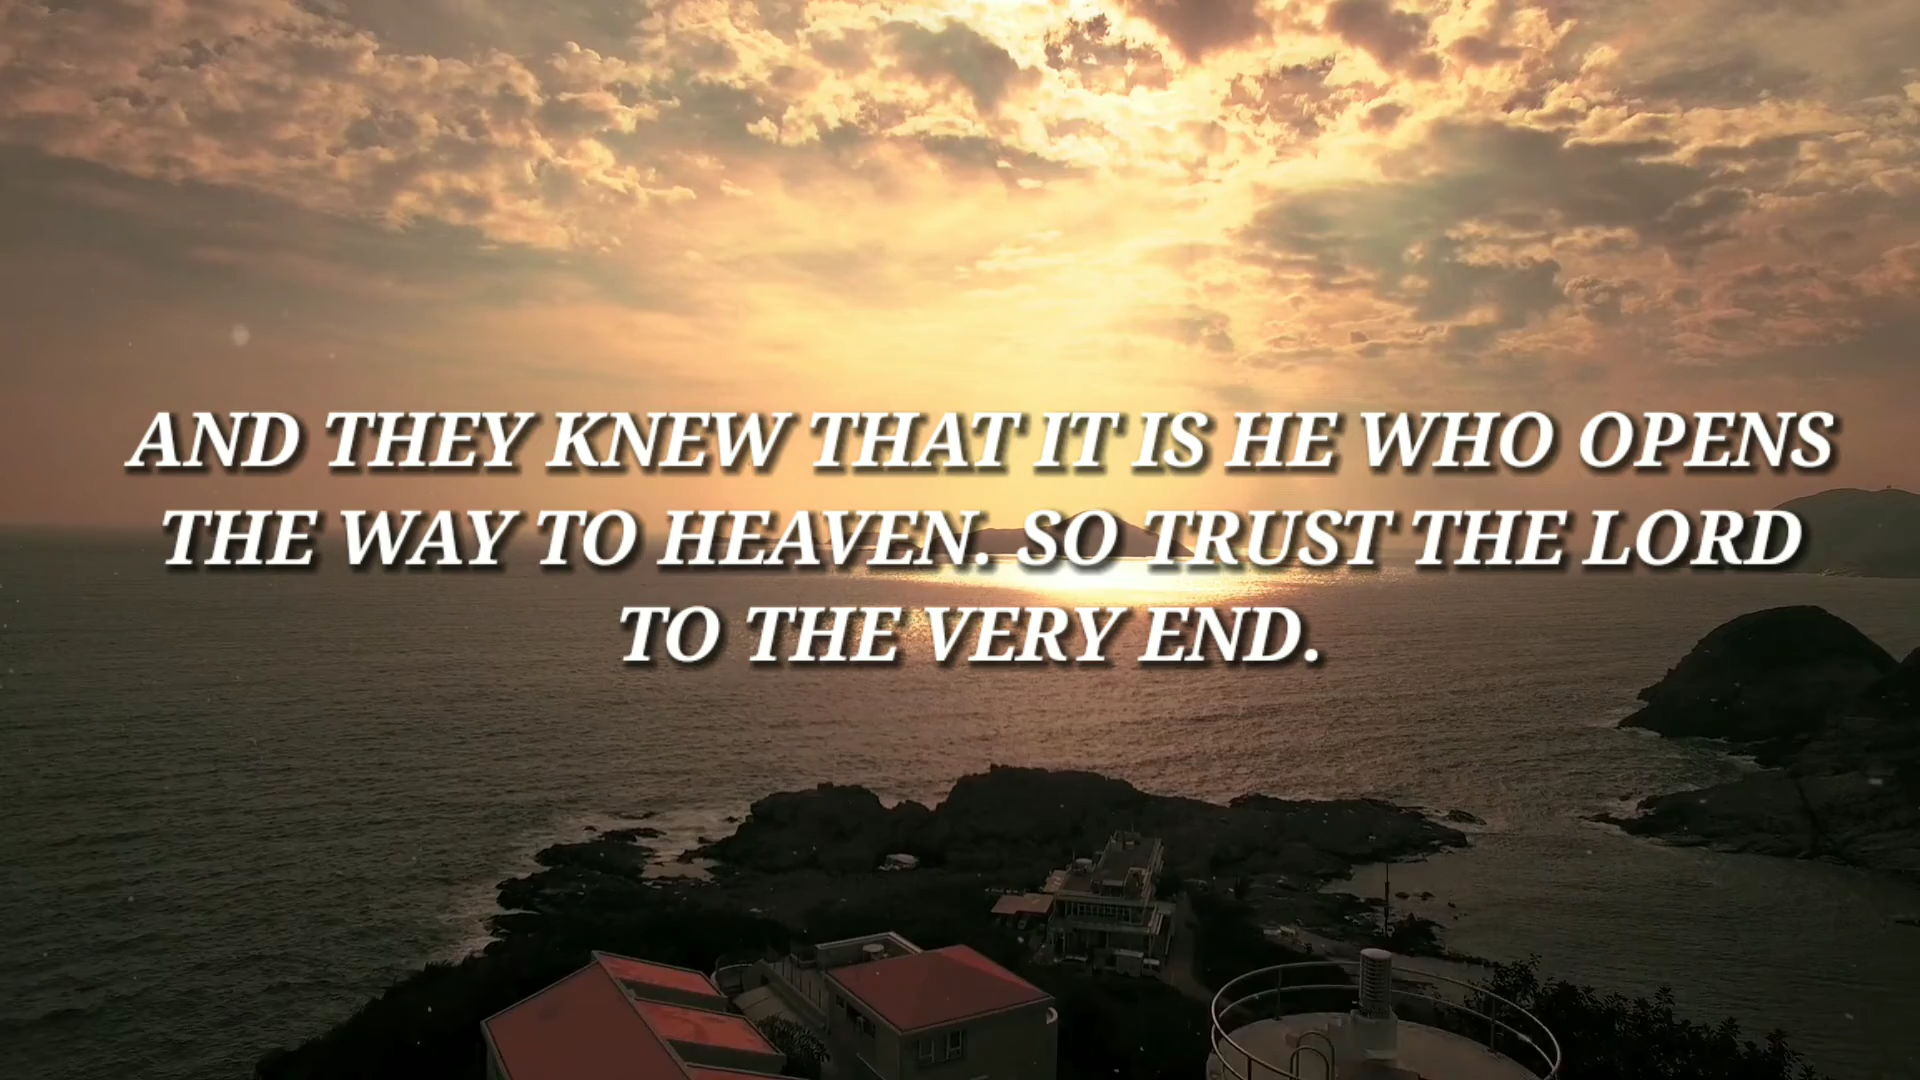 AND THEY KNEW THAT IT IS HE WHO OPENS
THE WAY TO HEAVEN. SO TRUST THE LORD
TO THE VERY END.